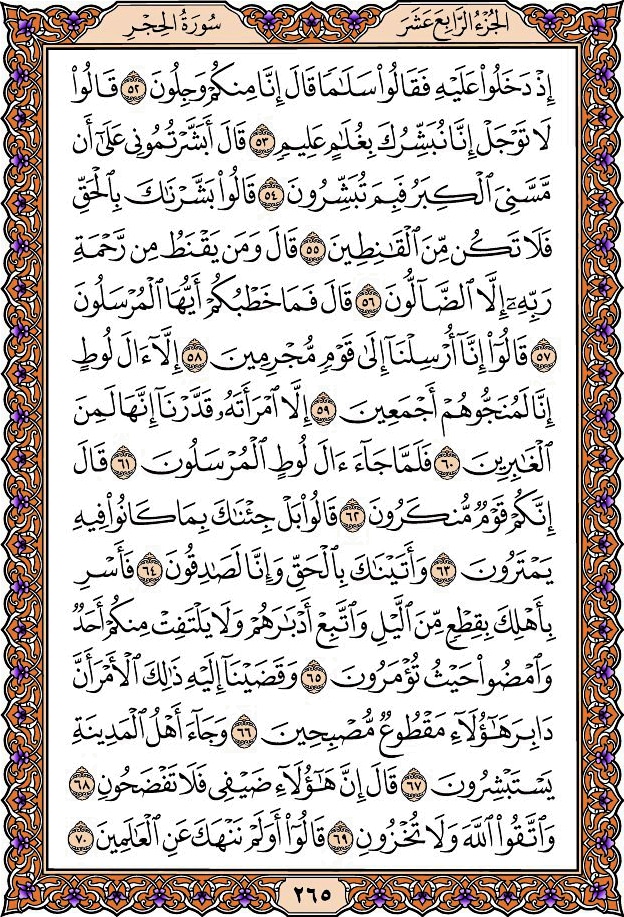 الجُزْءُ الرَّابِعَ عَشَرَ
سُورَةُ الحِجْرِ
إِذْ دَخَلُوا۟ عَلَيْهِ فَقَالُوا۟ سَلَٰمًا قَالَ إِنَّا مِنكُمْ وَجِلُونَ ٥٢ قَالُوا۟
لَا تَوْجَلْ إِنَّا نُبَشِّرُكَ بِغُلَٰمٍ عَلِيمٍ ٥٣ قَالَ أَبَشَّرْتُمُونِى عَلَىٰٓ أَن
مَّسَّنِىَ ٱلْكِبَرُ فَبِمَ تُبَشِّرُونَ ٥٤ قَالُوا۟ بَشَّرْنَٰكَ بِٱلْحَقِّ
فَلَا تَكُن مِّنَ ٱلْقَٰنِطِينَ ٥٥ قَالَ وَمَن يَقْنَطُ مِن رَّحْمَةِ
رَبِّهِۦٓ إِلَّا ٱلضَّآلُّونَ ٥٦ قَالَ فَمَا خَطْبُكُمْ أَيُّهَا ٱلْمُرْسَلُونَ
٥٧ قَالُوٓا۟ إِنَّآ أُرْسِلْنَآ إِلَىٰ قَوْمٍ مُّجْرِمِينَ ٥٨ إِلَّآ ءَالَ لُوطٍ
إِنَّا لَمُنَجُّوهُمْ أَجْمَعِينَ ٥٩ إِلَّا ٱمْرَأَتَهُۥ قَدَّرْنَآ إِنَّهَا لَمِنَ
ٱلْغَٰبِرِينَ ٦٠ فَلَمَّا جَآءَ ءَالَ لُوطٍ ٱلْمُرْسَلُونَ ٦١ قَالَ
إِنَّكُمْ قَوْمٌ مُّنكَرُونَ ٦٢ قَالُوا۟ بَلْ جِئْنَٰكَ بِمَا كَانُوا۟ فِيهِ
يَمْتَرُونَ ٦٣ وَأَتَيْنَٰكَ بِٱلْحَقِّ وَإِنَّا لَصَٰدِقُونَ ٦٤ فَأَسْرِ
بِأَهْلِكَ بِقِطْعٍ مِّنَ ٱلَّيْلِ وَٱتَّبِعْ أَدْبَٰرَهُمْ وَلَا يَلْتَفِتْ مِنكُمْ أَحَدٌ
وَٱمْضُوا۟ حَيْثُ تُؤْمَرُونَ ٦٥ وَقَضَيْنَآ إِلَيْهِ ذَٰلِكَ ٱلْأَمْرَ أَنَّ
دَابِرَ هَٰٓؤُلَآءِ مَقْطُوعٌ مُّصْبِحِينَ ٦٦ وَجَآءَ أَهْلُ ٱلْمَدِينَةِ
يَسْتَبْشِرُونَ ٦٧ قَالَ إِنَّ هَٰٓؤُلَآءِ ضَيْفِى فَلَا تَفْضَحُونِ ٦٨
وَٱتَّقُوا۟ ٱللَّهَ وَلَا تُخْزُونِ ٦٩ قَالُوٓا۟ أَوَلَمْ نَنْهَكَ عَنِ ٱلْعَٰلَمِينَ ٧٠
٢٦٥